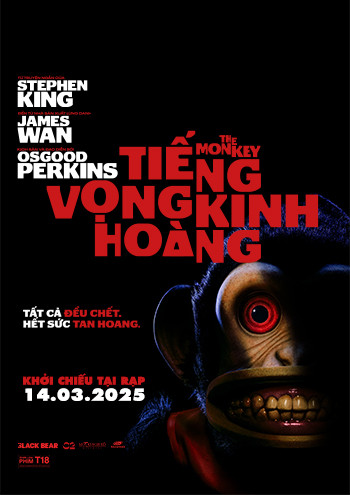 STEPHEN
KING
JAMES
WAN
OSGOOD
PERKINS
THE
MONKEY
TIẾNG
VỌNG KINH
HOÀNG
TẤT CẢ ĐỀU CHẾT.
HẾT SỨC TAN HOANG.
KHỞI CHIẾU TẠI RẠP
14.03.2025
BLACK BEAR
PHIM T18